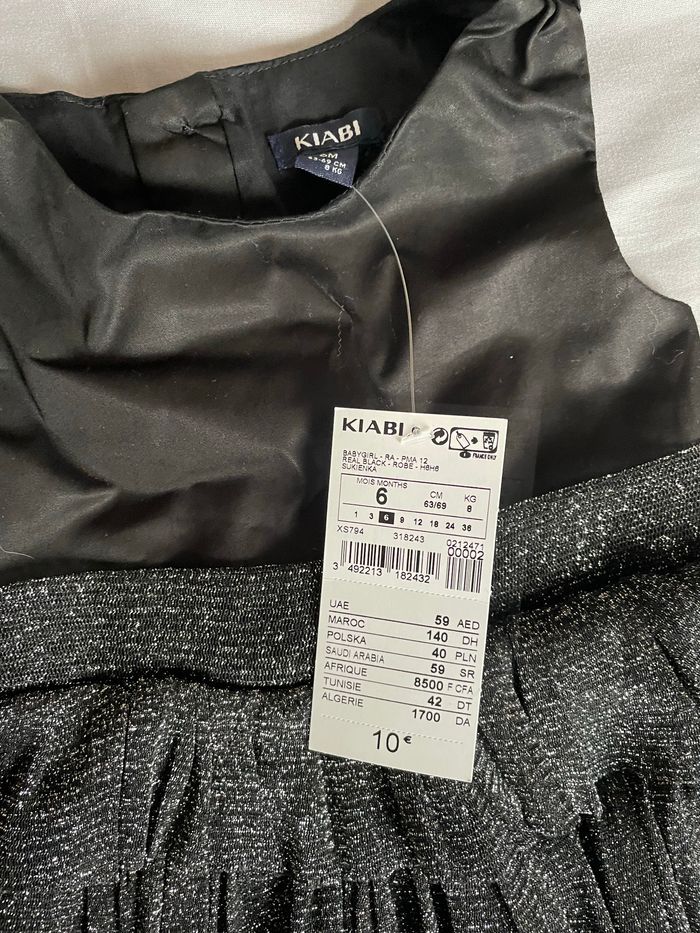 KIABI
6M
63-69 CM
8 KG
KIABI
FRANCE ONLY
BABYGIRL - RA - PMA 12
REAL BLACK - ROBE - H6H6
SUKIENKA
MOIS MONTHS CM KG
6 63/69 8
1 3 6 9 12 18 24 36
XS794 318243 0212471
00002
3 492213 182432
UAE 59 AED
MAROC 140 DH
POLSKA 40 PLN
SAUDI ARABIA 59 SR
AFRIQUE 8500 F CFA
TUNISIE 42 DT
ALGERIE 1700 DA
10€